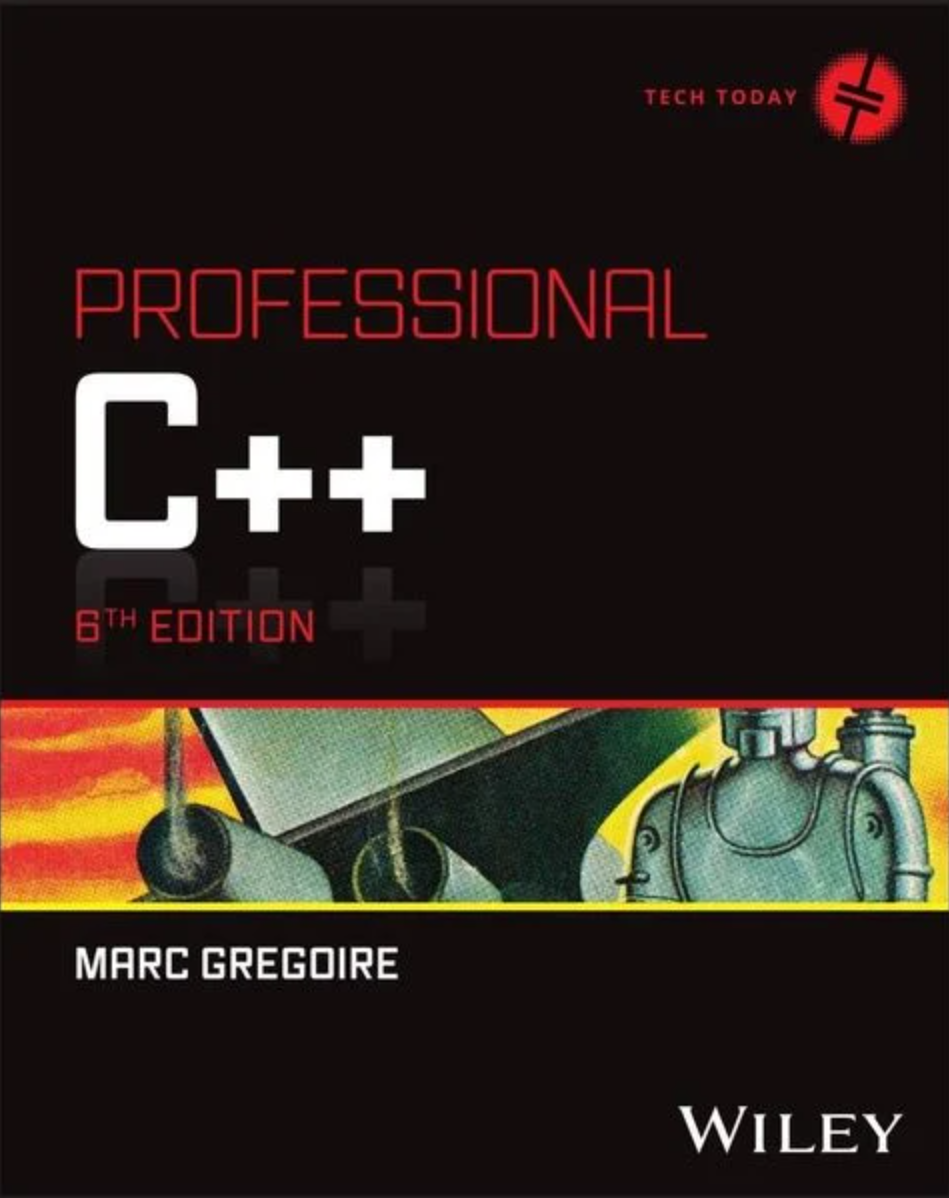 TECH TODAY
PROFESSIONAL
C++
6TH EDITION
MARC GREGOIRE
WILEY